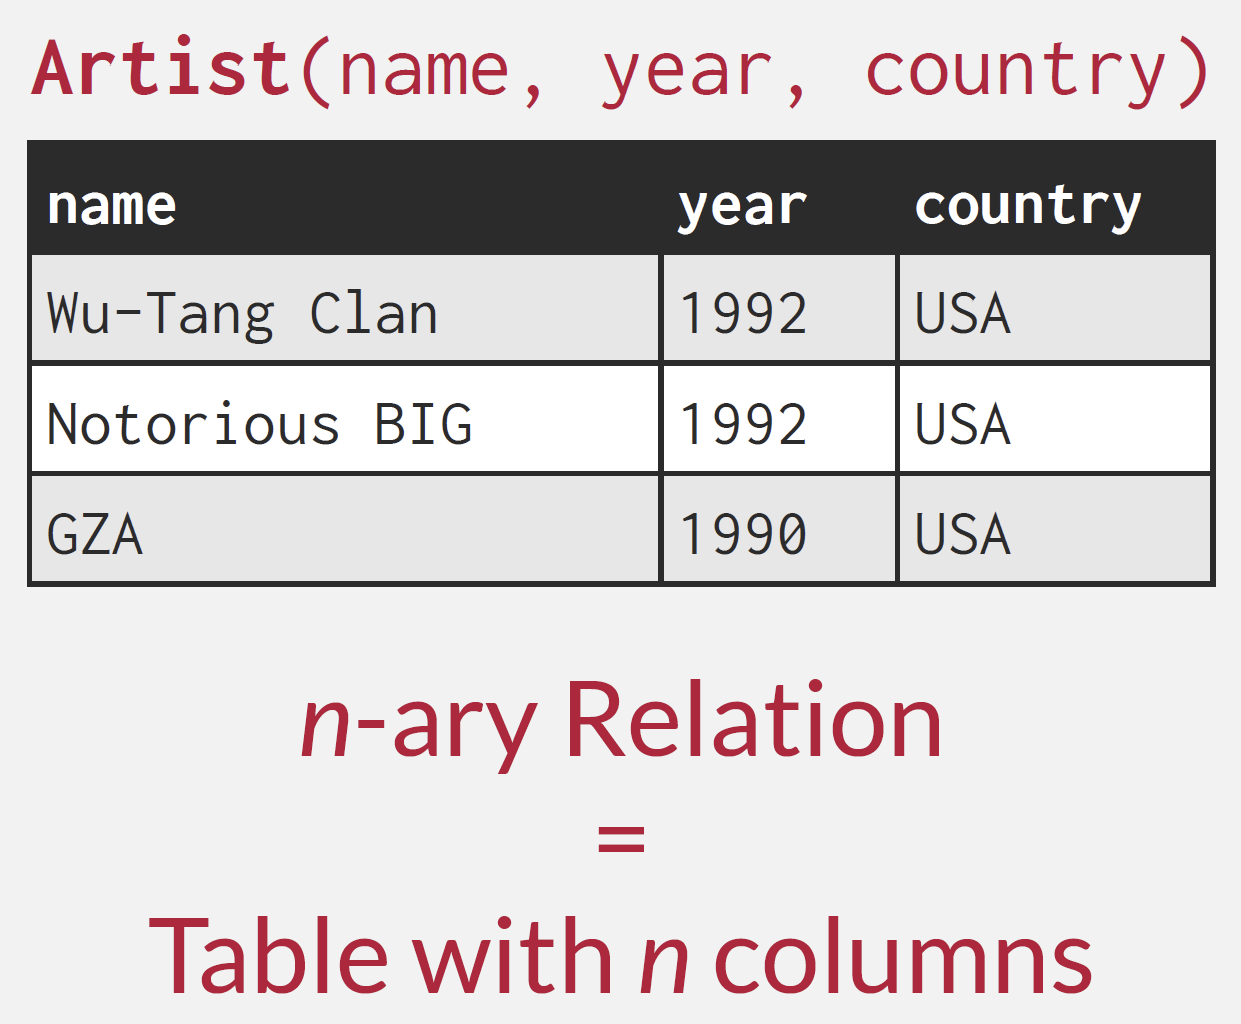 Artist(name, year, country)
name year country
Wu-Tang Clan 1992 USA
Notorious BIG 1992 USA
GZA 1990 USA
n-ary Relation
=
Table with n columns